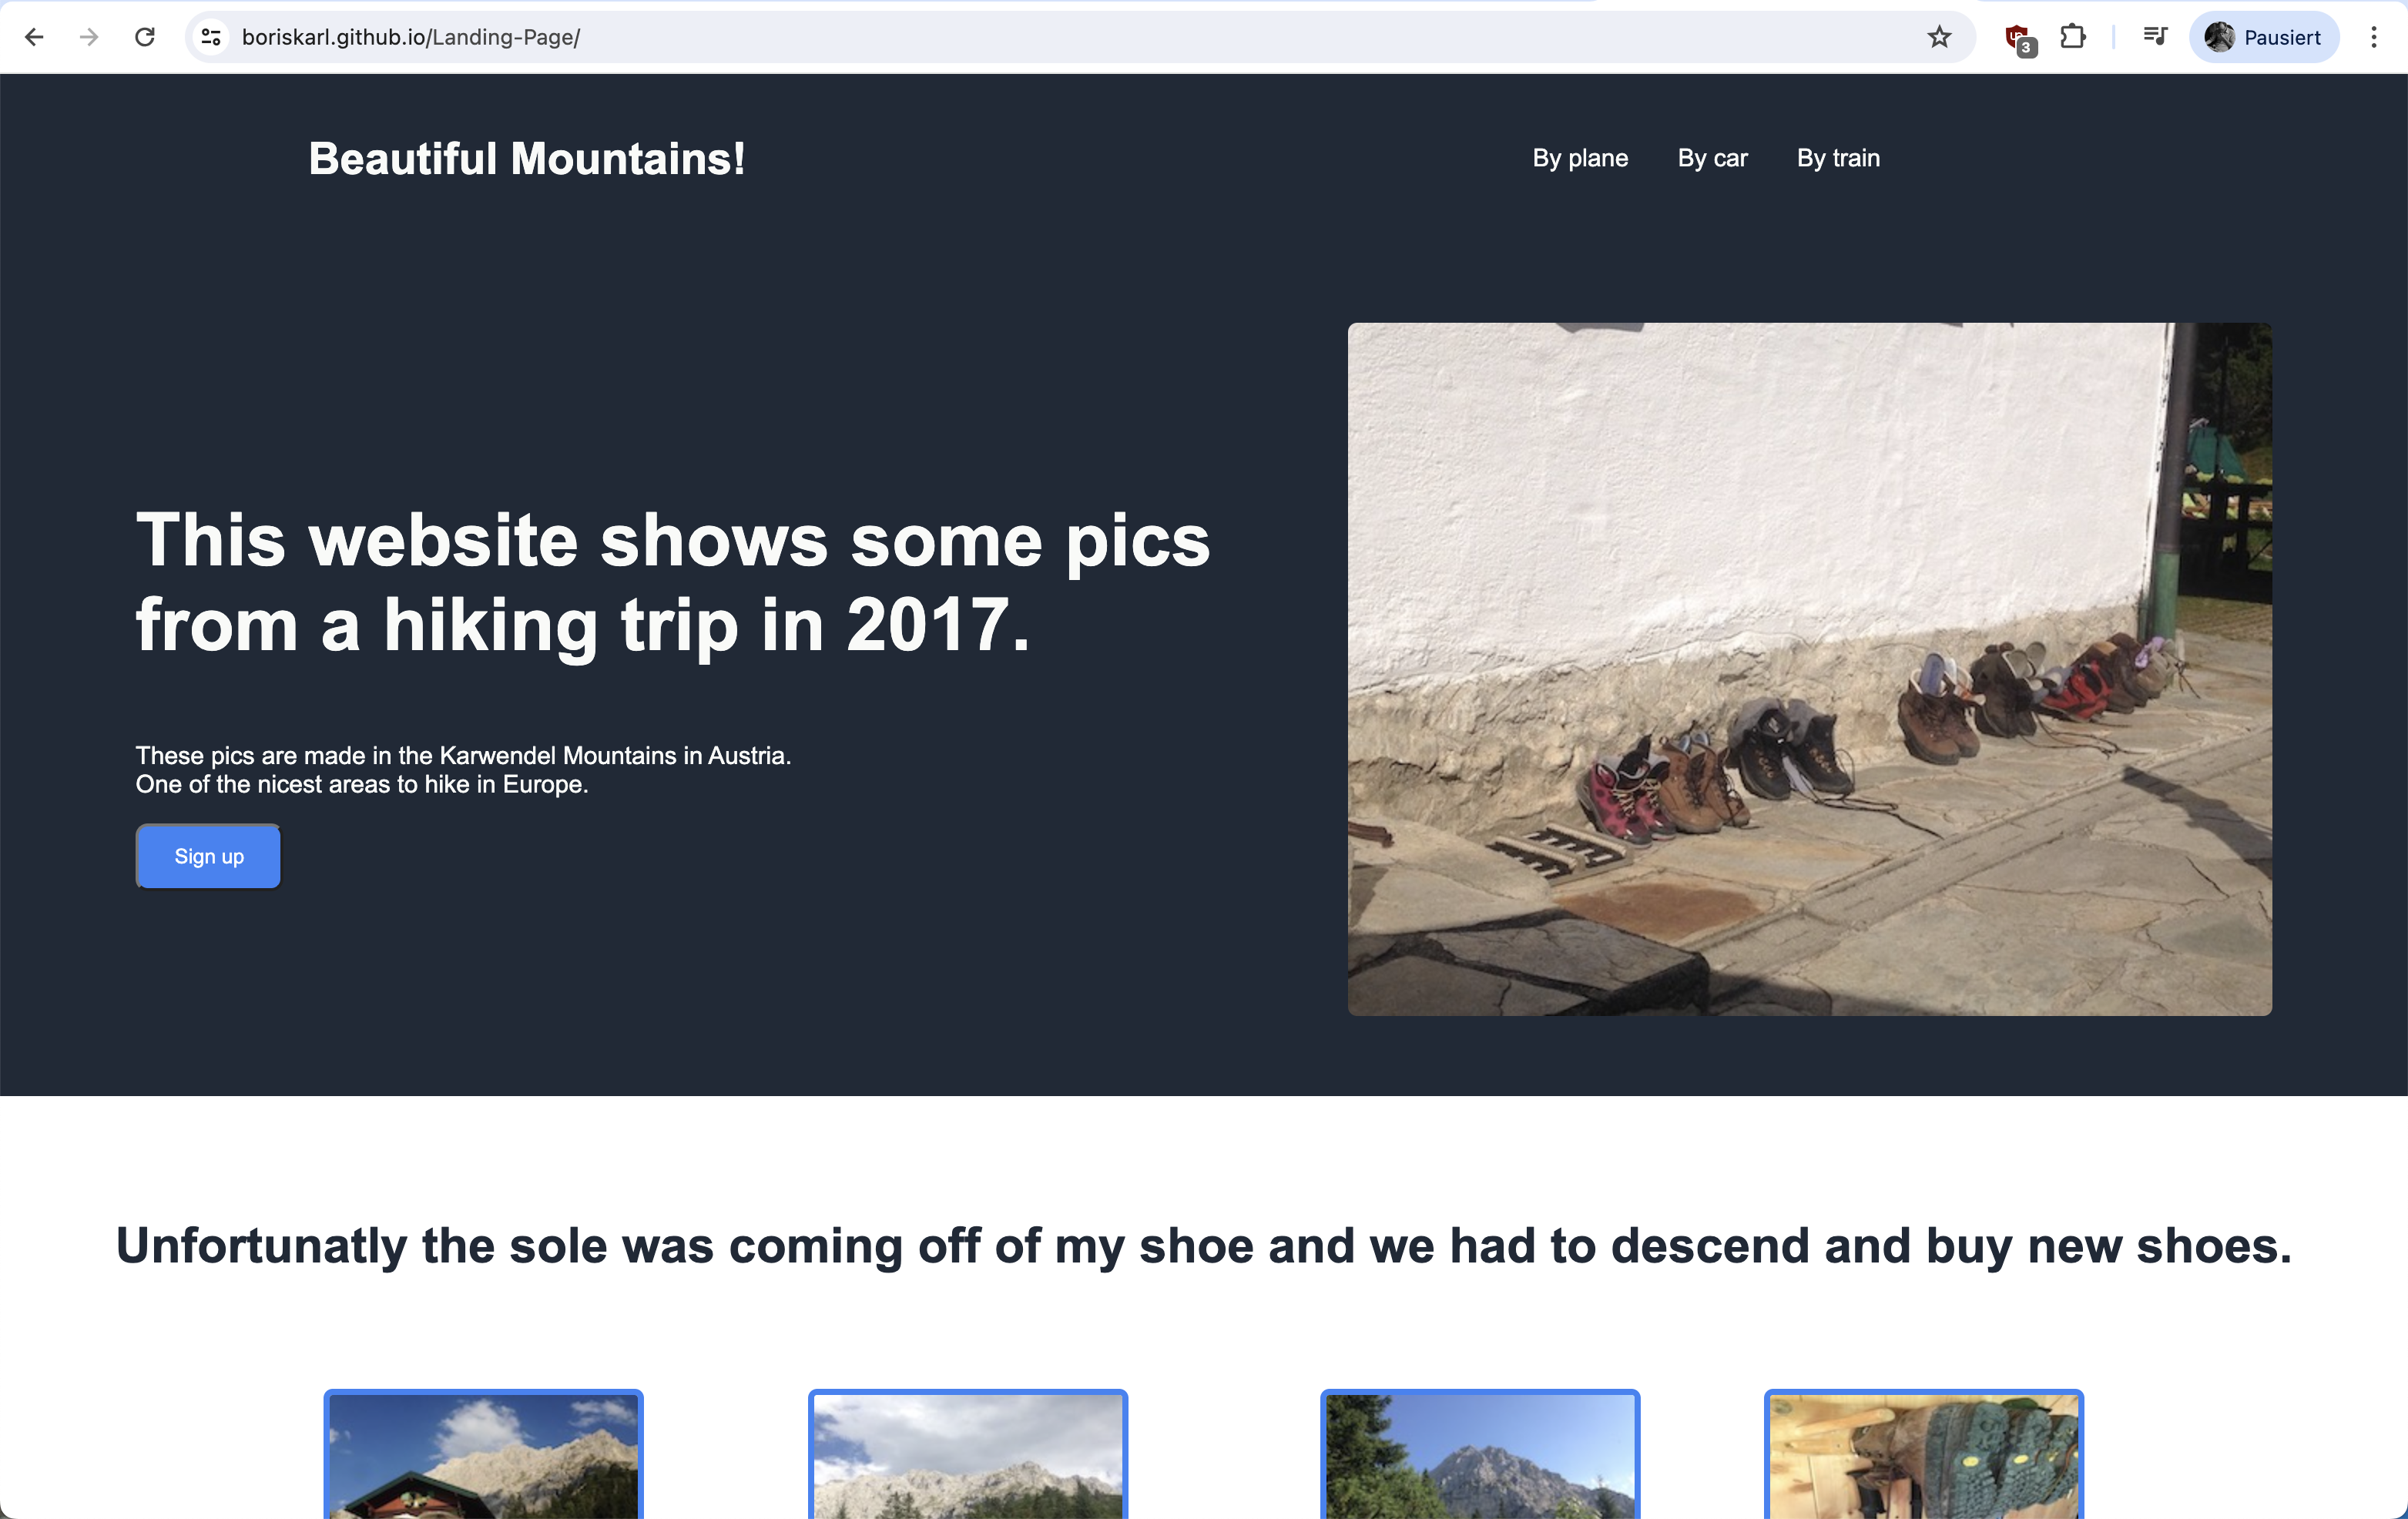 boriskarl.github.io/Landing-Page/
3
Pausiert
Beautiful Mountains!
By plane By car By train
This website shows some pics
from a hiking trip in 2017.
These pics are made in the Karwendel Mountains in Austria.
One of the nicest areas to hike in Europe.
Sign up
Unfortunatly the sole was coming off of my shoe and we had to descend and buy new shoes.